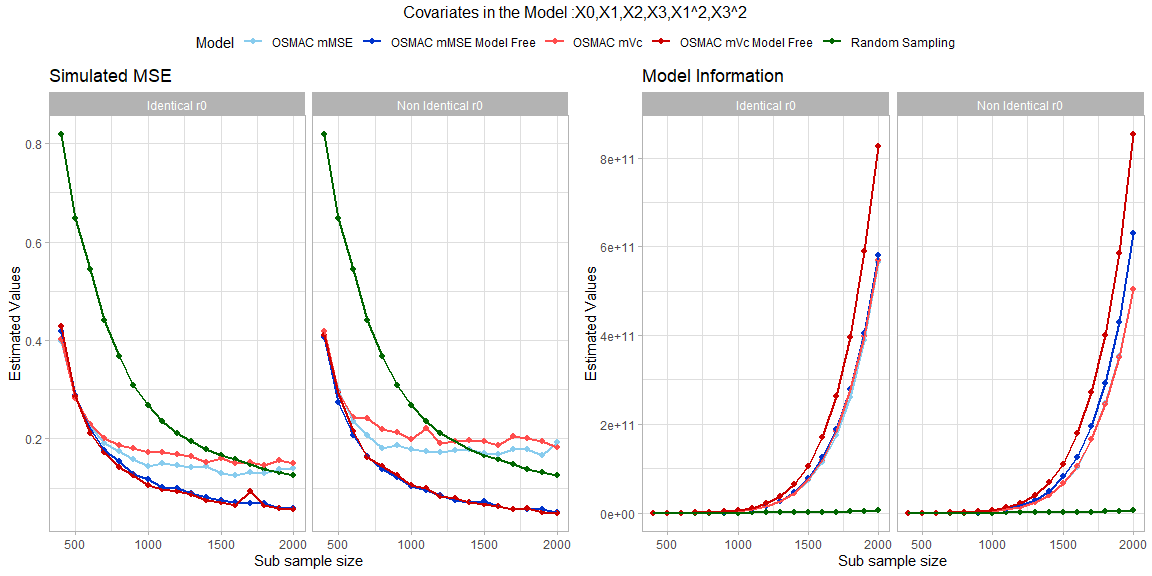 Covariates in the Model :X0,X1,X2,X3,X1^2,X3^2
Model OSMAC mMSE OSMAC mMSE Model Free OSMAC mVc OSMAC mVc Model Free Random Sampling
Simulated MSE
Identical r0 Non Identical r0
Estimated Values
0.8
0.6
0.4
0.2
500 1000 1500 2000 500 1000 1500 2000
Sub sample size
Model Information
Identical r0 Non Identical r0
Estimated Values
8e+11
6e+11
4e+11
2e+11
0e+00
500 1000 1500 2000 500 1000 1500 2000
Sub sample size